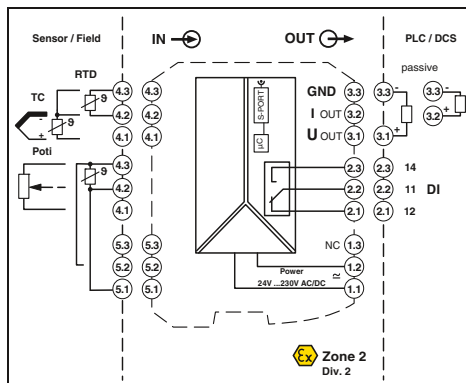 Sensor / Field
IN
OUT
PLC / DCS
RTD
TC
-
+
ϑ
ϑ
4.3
4.2
4.1
4.3
4.2
4.1
Poti
ϑ
4.3
4.2
4.1
5.3
5.2
5.1
5.3
5.2
5.1
S-PORT
µC
GND 3.3
I OUT 3.2
U OUT 3.1
passive
3.3 -
3.1 +
3.3 -
3.2 +
2.3 2.3 14
2.2 2.2 11 DI
2.1 2.1 12
NC 1.3
Power 1.2
24V ...230V AC/DC 1.1
Ex Zone 2
Div. 2